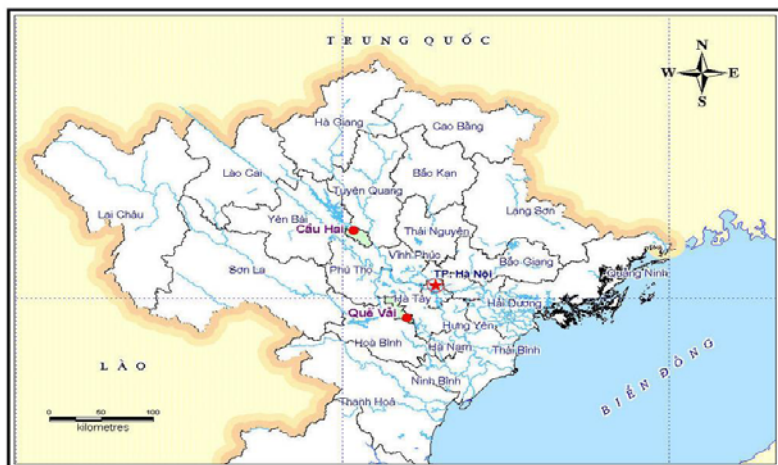 TRUNG QUỐC
N
W E
S
Hà Giang
Cao Bằng
Lào Cai
Bắc Kạn
Tuyên Quang
Lai Châu
Yên Bái
Lạng Sơn
Cầu Hai
Thái Nguyên
Vĩnh Phúc
Bắc Giang
Sơn La
Phú Thọ
TP: Hà Nội
Quảng Ninh
Hà Tây
Hải Dương
Quê Vải
Hưng Yên
Hoà Bình
Hà Nam
Thái Bình
LÀO
Ninh Bình
BIỂN ĐÔNG
Thanh Hoá
0 50 100
kilometres